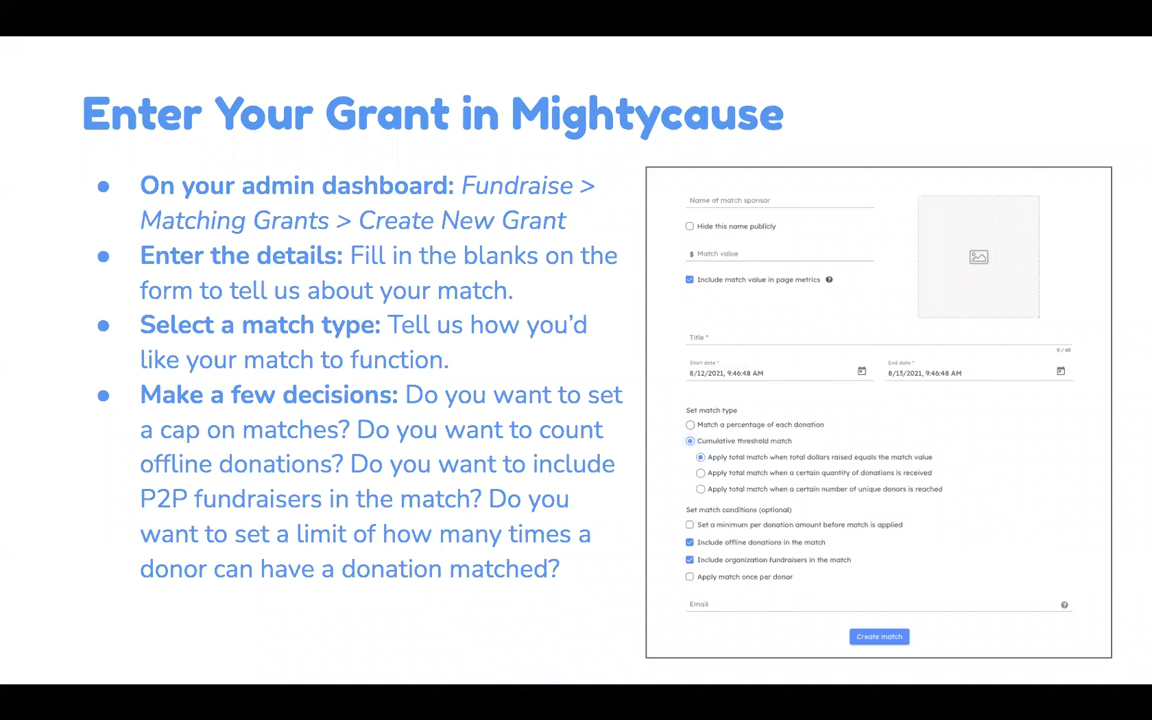 Enter Your Grant in Mightycause
● On your admin dashboard: Fundraise >
Matching Grants > Create New Grant
● Enter the details: Fill in the blanks on the
form to tell us about your match.
● Select a match type: Tell us how you’d
like your match to function.
● Make a few decisions: Do you want to set
a cap on matches? Do you want to count
offline donations? Do you want to include
P2P fundraisers in the match? Do you
want to set a limit of how many times a
donor can have a donation matched?
Name of match sponsor
Hide this name publicly
$ Match value
Include match value in page metrics ?
Title *
0 / 60
Start date *
8/12/2021, 9:46:48 AM
End date *
8/13/2021, 9:46:48 AM
Set match type
Match a percentage of each donation
Cumulative threshold match
Apply total match when total dollars raised equals the match value
Apply total match when a certain quantity of donations is received
Apply total match when a certain number of unique donors is reached
Set match conditions (optional)
Set a minimum per donation amount before match is applied
Include offline donations in the match
Include organization fundraisers in the match
Apply match once per donor
Email ?
Create match